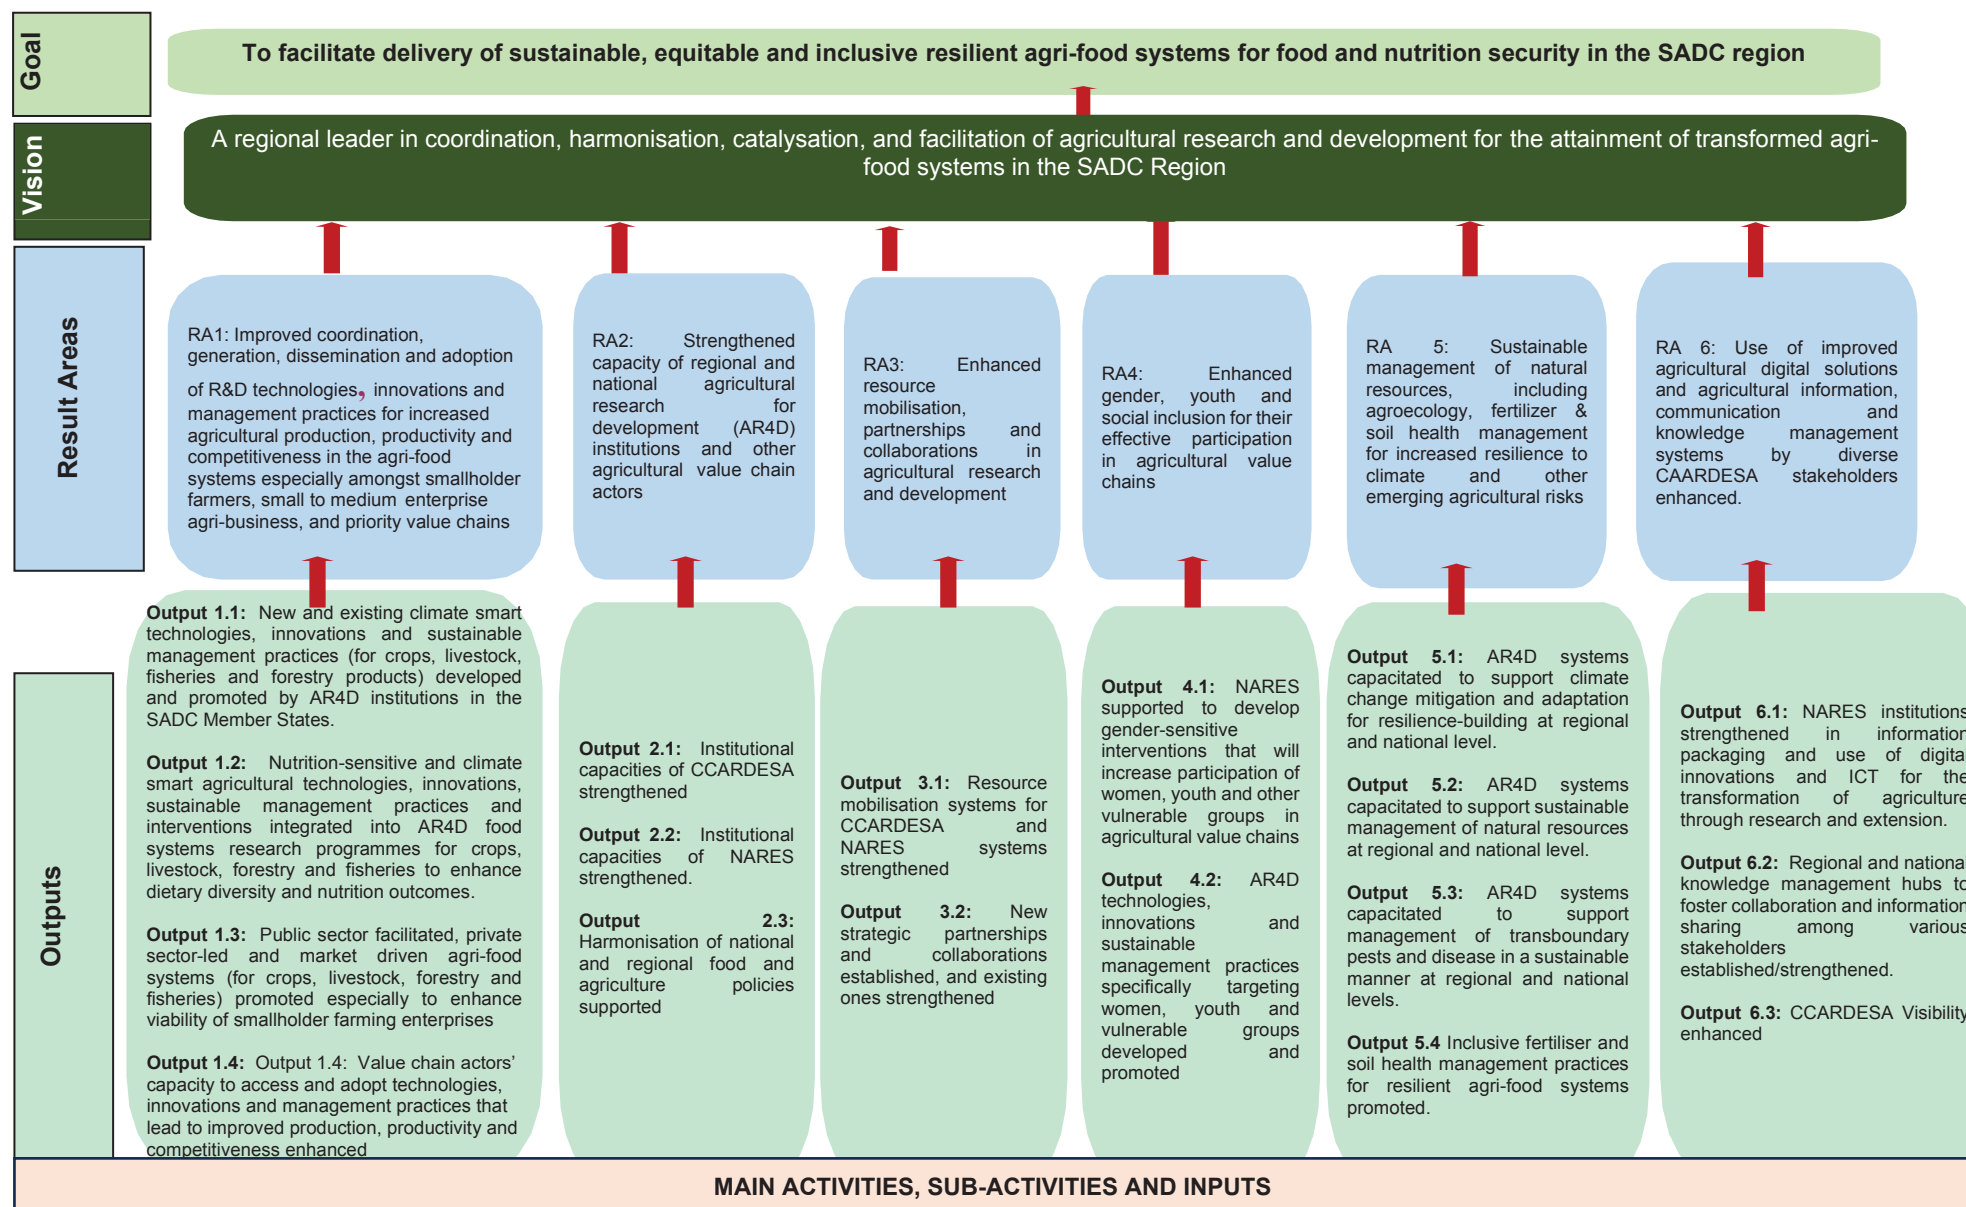 Goal
To facilitate delivery of sustainable, equitable and inclusive resilient agri-food systems for food and nutrition security in the SADC region
Vision
A regional leader in coordination, harmonisation, catalysation, and facilitation of agricultural research and development for the attainment of transformed agri-
food systems in the SADC Region
Result Areas
RA1: Improved coordination,
generation, dissemination and adoption
of R&D technologies, innovations and
management practices for increased
agricultural production, productivity and
competitiveness in the agri-food
systems especially amongst smallholder
farmers, small to medium enterprise
agri-business, and priority value chains
RA2: Strengthened
capacity of regional and
national agricultural
research for
development (AR4D)
institutions and other
agricultural value chain
actors
RA3: Enhanced
resource
mobilisation,
partnerships and
collaborations in
agricultural research
and development
RA4: Enhanced
gender, youth and
social inclusion for their
effective participation
in agricultural value
chains
RA 5: Sustainable
management of natural
resources, including
agroecology, fertilizer &
soil health management
for increased resilience to
climate and other
emerging agricultural risks
RA 6: Use of improved
agricultural digital solutions
and agricultural information,
communication and
knowledge management
systems by diverse
CAARDESA stakeholders
enhanced.
Outputs
Output 1.1: New and existing climate smart
technologies, innovations and sustainable
management practices (for crops, livestock,
fisheries and forestry products) developed
and promoted by AR4D institutions in the
SADC Member States.
Output 1.2: Nutrition-sensitive and climate
smart agricultural technologies, innovations,
sustainable management practices and
interventions integrated into AR4D food
systems research programmes for crops,
livestock, forestry and fisheries to enhance
dietary diversity and nutrition outcomes.
Output 1.3: Public sector facilitated, private
sector-led and market driven agri-food
systems (for crops, livestock, forestry and
fisheries) promoted especially to enhance
viability of smallholder farming enterprises
Output 1.4: Output 1.4: Value chain actors’
capacity to access and adopt technologies,
innovations and management practices that
lead to improved production, productivity and
competitiveness enhanced
Output 2.1: Institutional
capacities of CCARDESA
strengthened
Output 2.2: Institutional
capacities of NARES
strengthened.
Output 2.3:
Harmonisation of national
and regional food and
agriculture policies
supported
Output 3.1: Resource
mobilisation systems for
CCARDESA and
NARES systems
strengthened
Output 3.2: New
strategic partnerships
and collaborations
established, and existing
ones strengthened
Output 4.1: NARES
supported to develop
gender-sensitive
interventions that will
increase participation of
women, youth and other
vulnerable groups in
agricultural value chains
Output 4.2: AR4D
technologies,
innovations and
sustainable
management practices
specifically targeting
women, youth and
vulnerable groups
developed and
promoted
Output 5.1: AR4D systems
capacitated to support climate
change mitigation and adaptation
for resilience-building at regional
and national level.
Output 5.2: AR4D systems
capacitated to support sustainable
management of natural resources
at regional and national level.
Output 5.3: AR4D systems
capacitated to support
management of transboundary
pests and disease in a sustainable
manner at regional and national
levels.
Output 5.4 Inclusive fertiliser and
soil health management practices
for resilient agri-food systems
promoted.
Output 6.1: NARES institutions
strengthened in information
packaging and use of digital
innovations and ICT for the
transformation of agriculture
through research and extension.
Output 6.2: Regional and national
knowledge management hubs to
foster collaboration and information
sharing among various
stakeholders
established/strengthened.
Output 6.3: CCARDESA Visibility
enhanced
MAIN ACTIVITIES, SUB-ACTIVITIES AND INPUTS